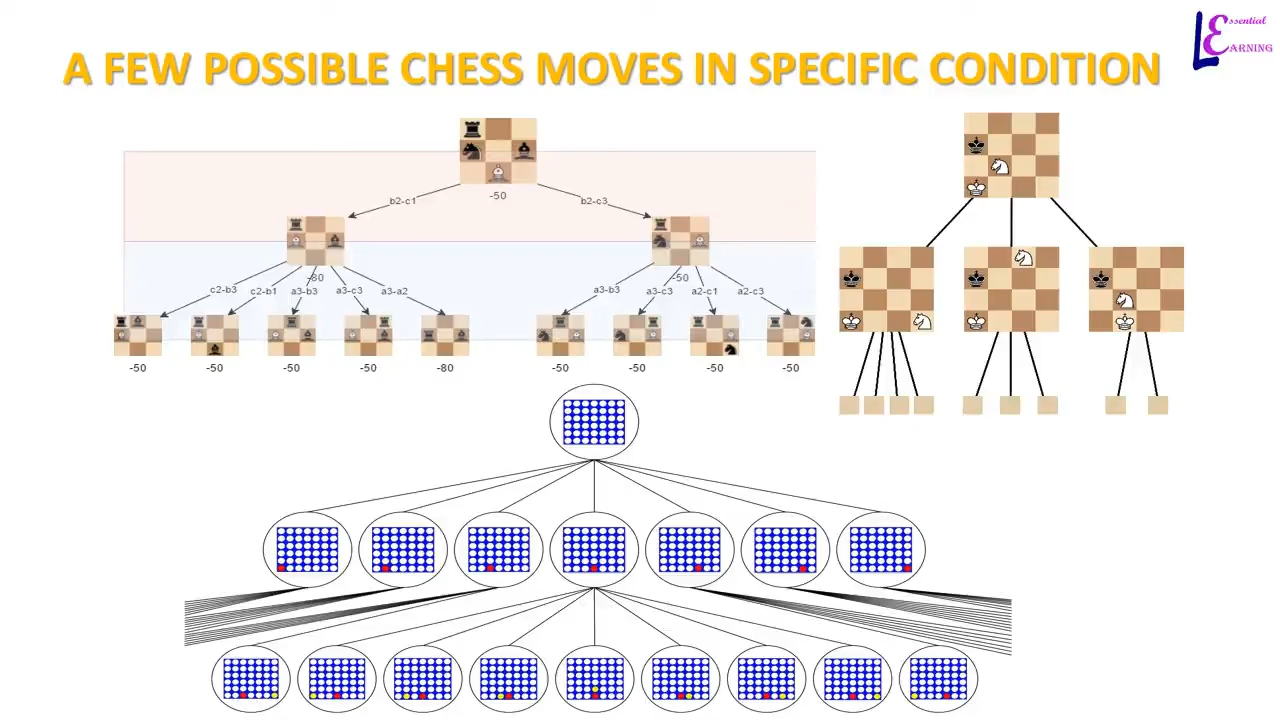 A FEW POSSIBLE CHESS MOVES IN SPECIFIC CONDITION
Essential
LEARNING
-50
b2-c1
b2-c3
-80
-50
c2-b3
c2-b1
a3-b3
a3-c3
a3-a2
a3-b3
a3-c3
a2-c1
a2-c3
-50
-50
-50
-50
-80
-50
-50
-50
-50